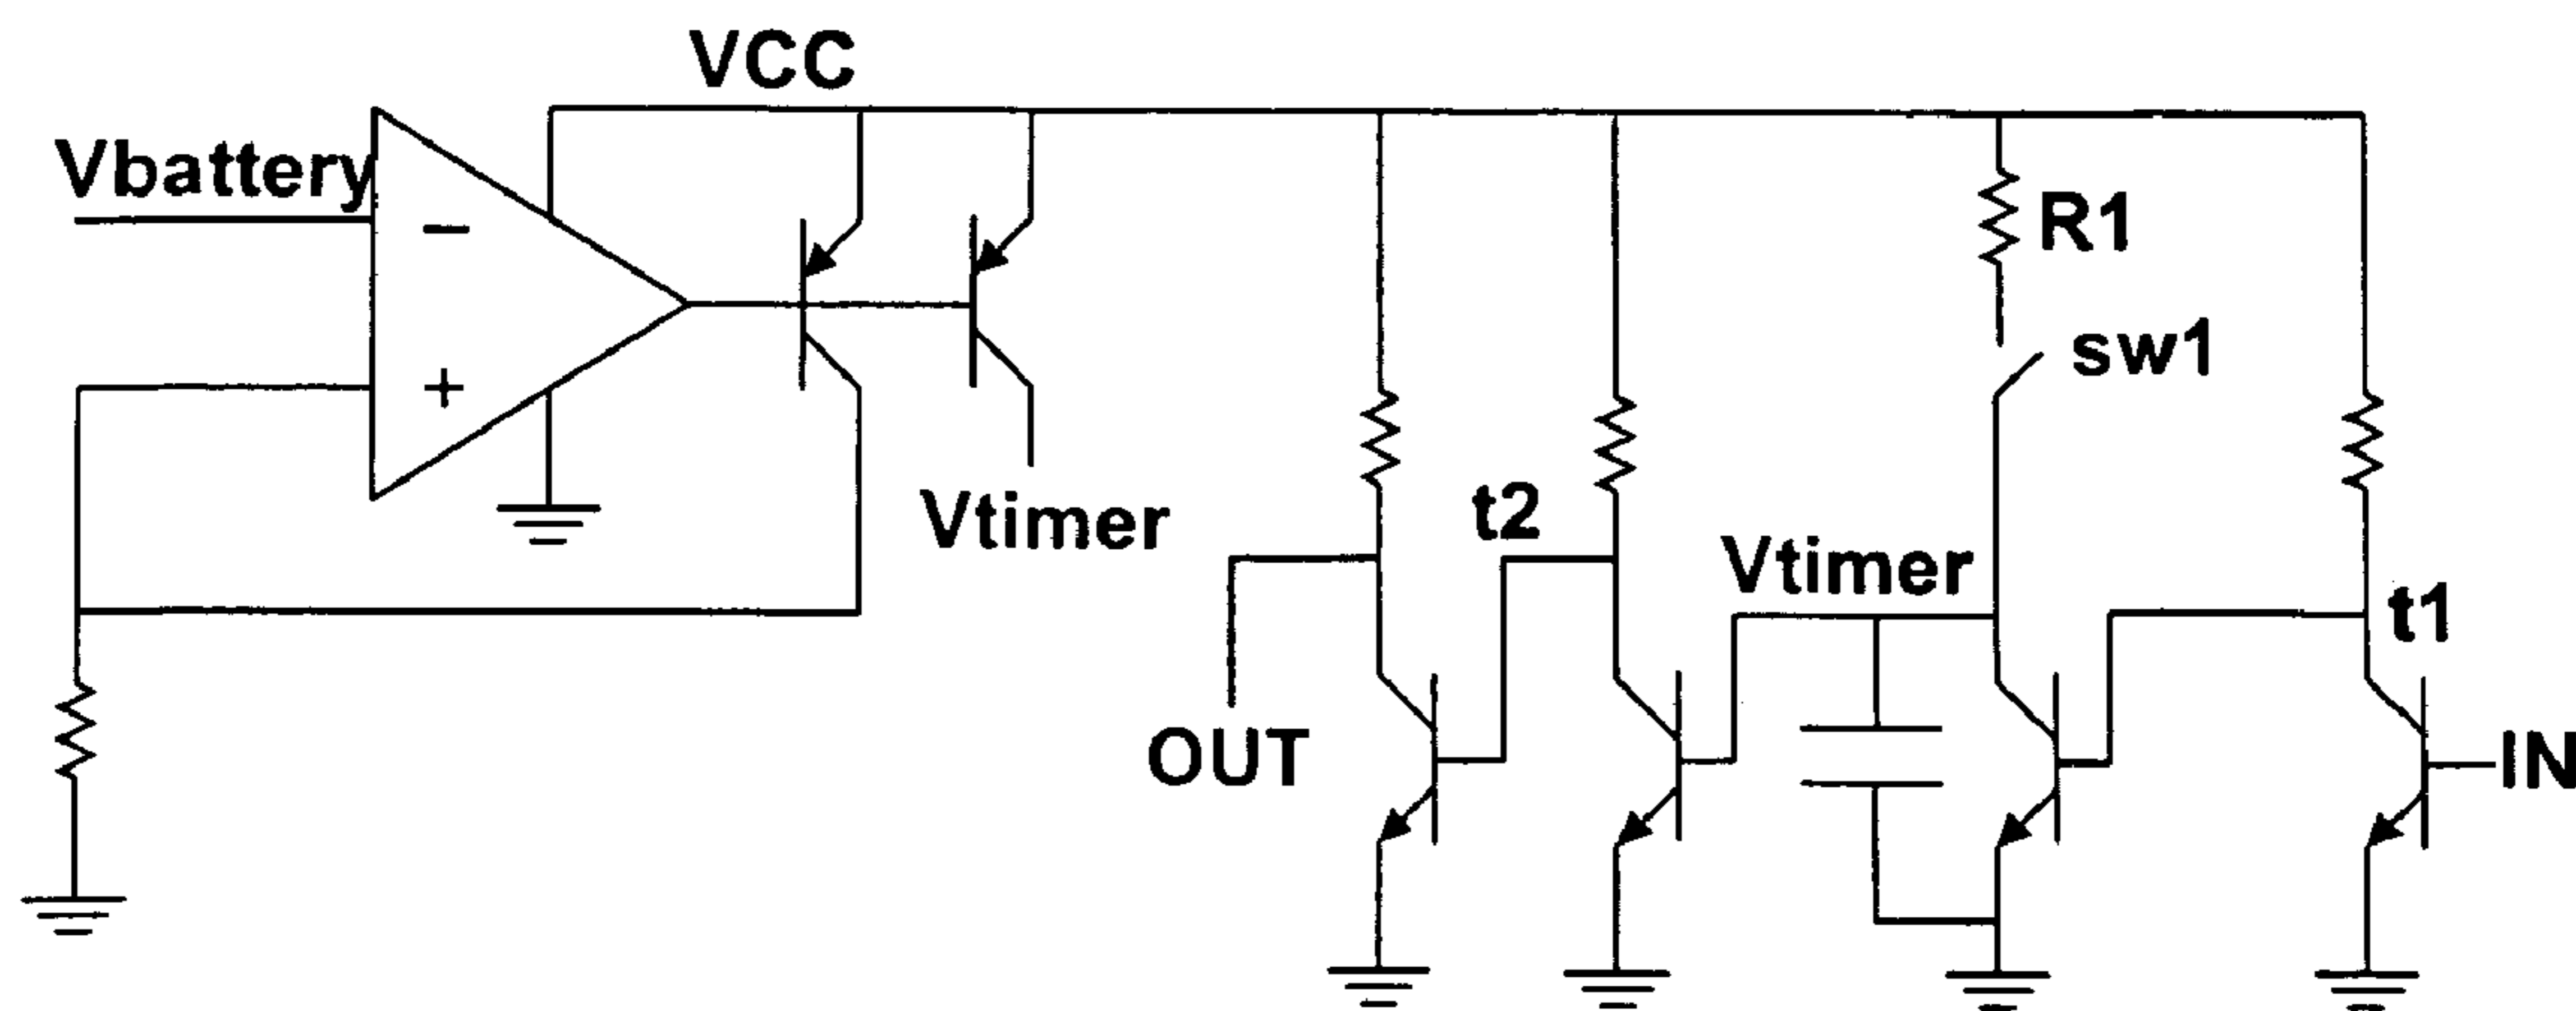 VCC
Vbattery
−
+
R1
sw1
Vtimer
t2
Vtimer
t1
OUT
IN